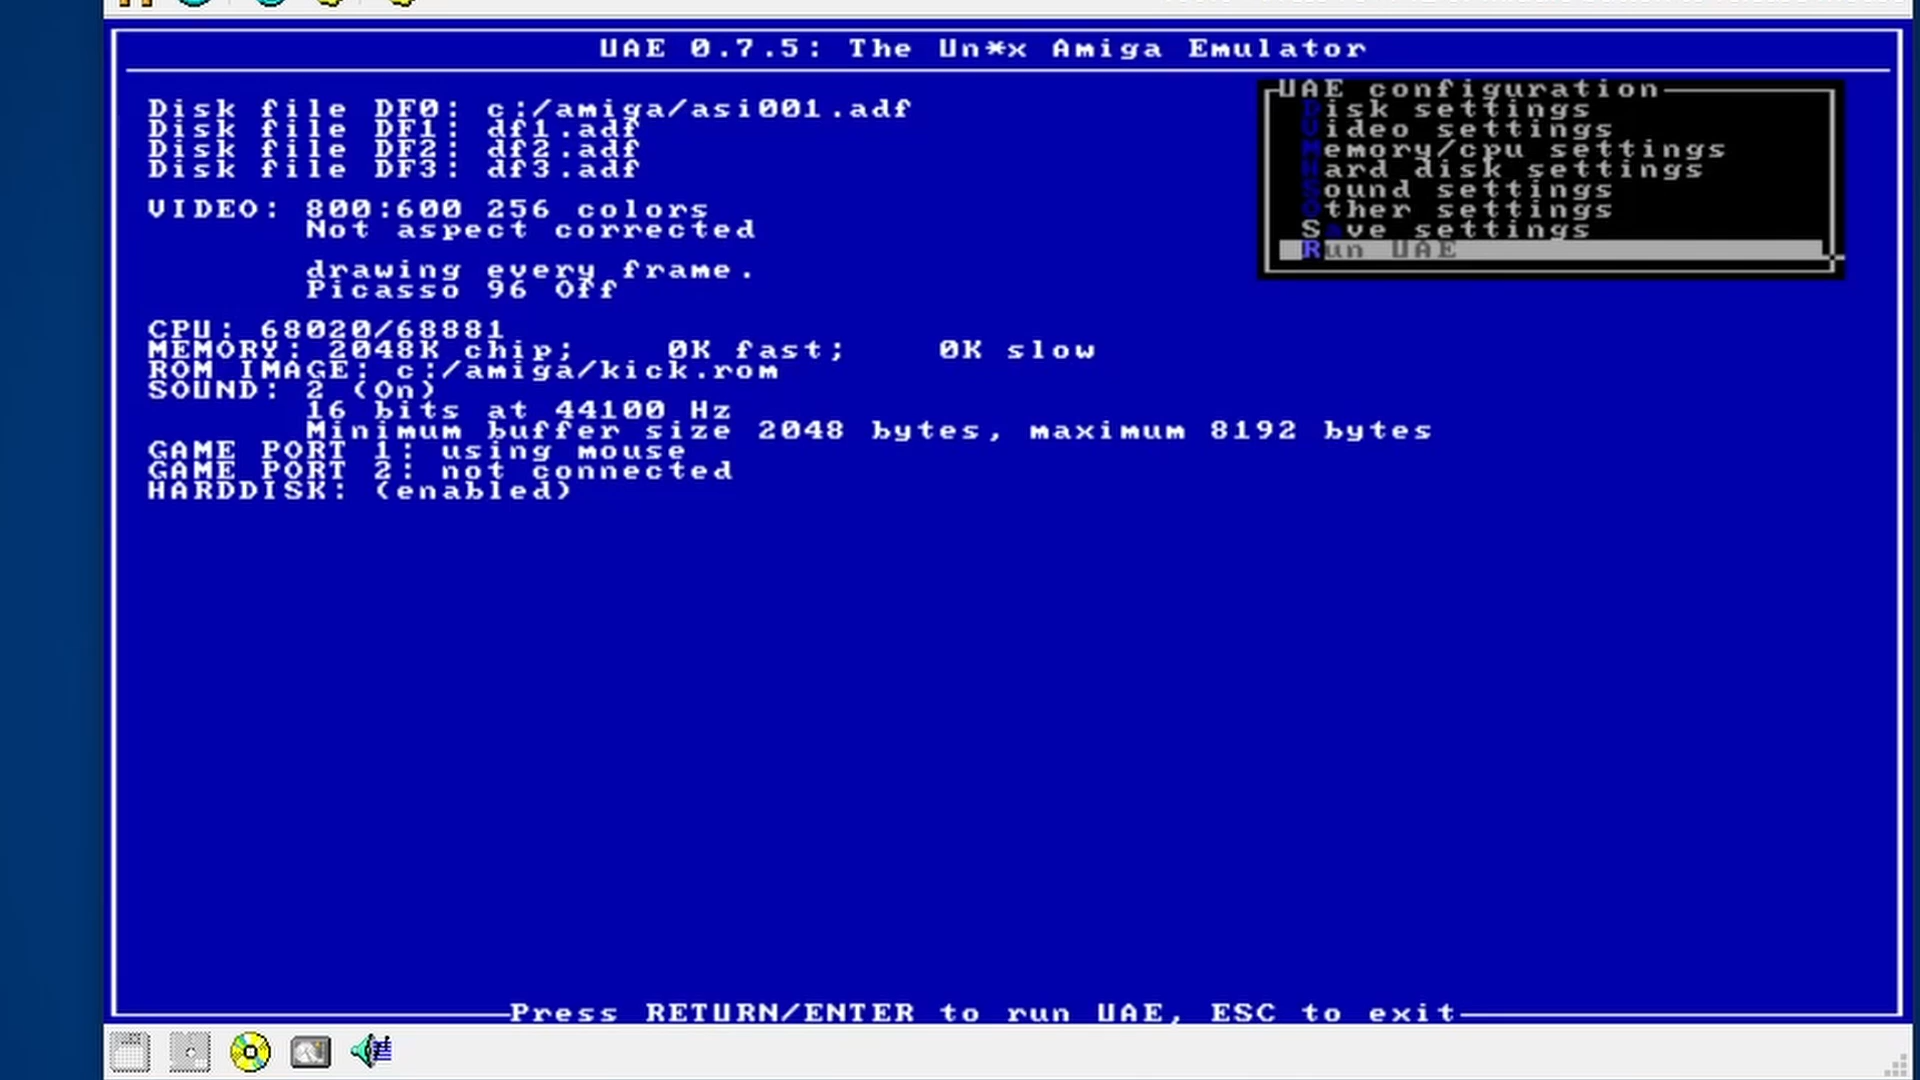 UAE 0.7.5: The Un*x Amiga Emulator
Disk file DF0: c:/amiga/asi001.adf
Disk file DF1: df1.adf
Disk file DF2: df2.adf
Disk file DF3: df3.adf
VIDEO: 800:600 256 colors
Not aspect corrected
drawing every frame.
Picasso 96 Off
CPU: 68020/68881
MEMORY: 2048K chip; 0K fast; 0K slow
ROM IMAGE: c:/amiga/kick.rom
SOUND: 2 (On)
16 bits at 44100 Hz
Minimum buffer size 2048 bytes, maximum 8192 bytes
GAME PORT 1: using mouse
GAME PORT 2: not connected
HARDDISK: (enabled)
UAE configuration
Disk settings
Video settings
Memory/cpu settings
Hard disk settings
Sound settings
Other settings
Save settings
Run UAE
Press RETURN/ENTER to run UAE, ESC to exit